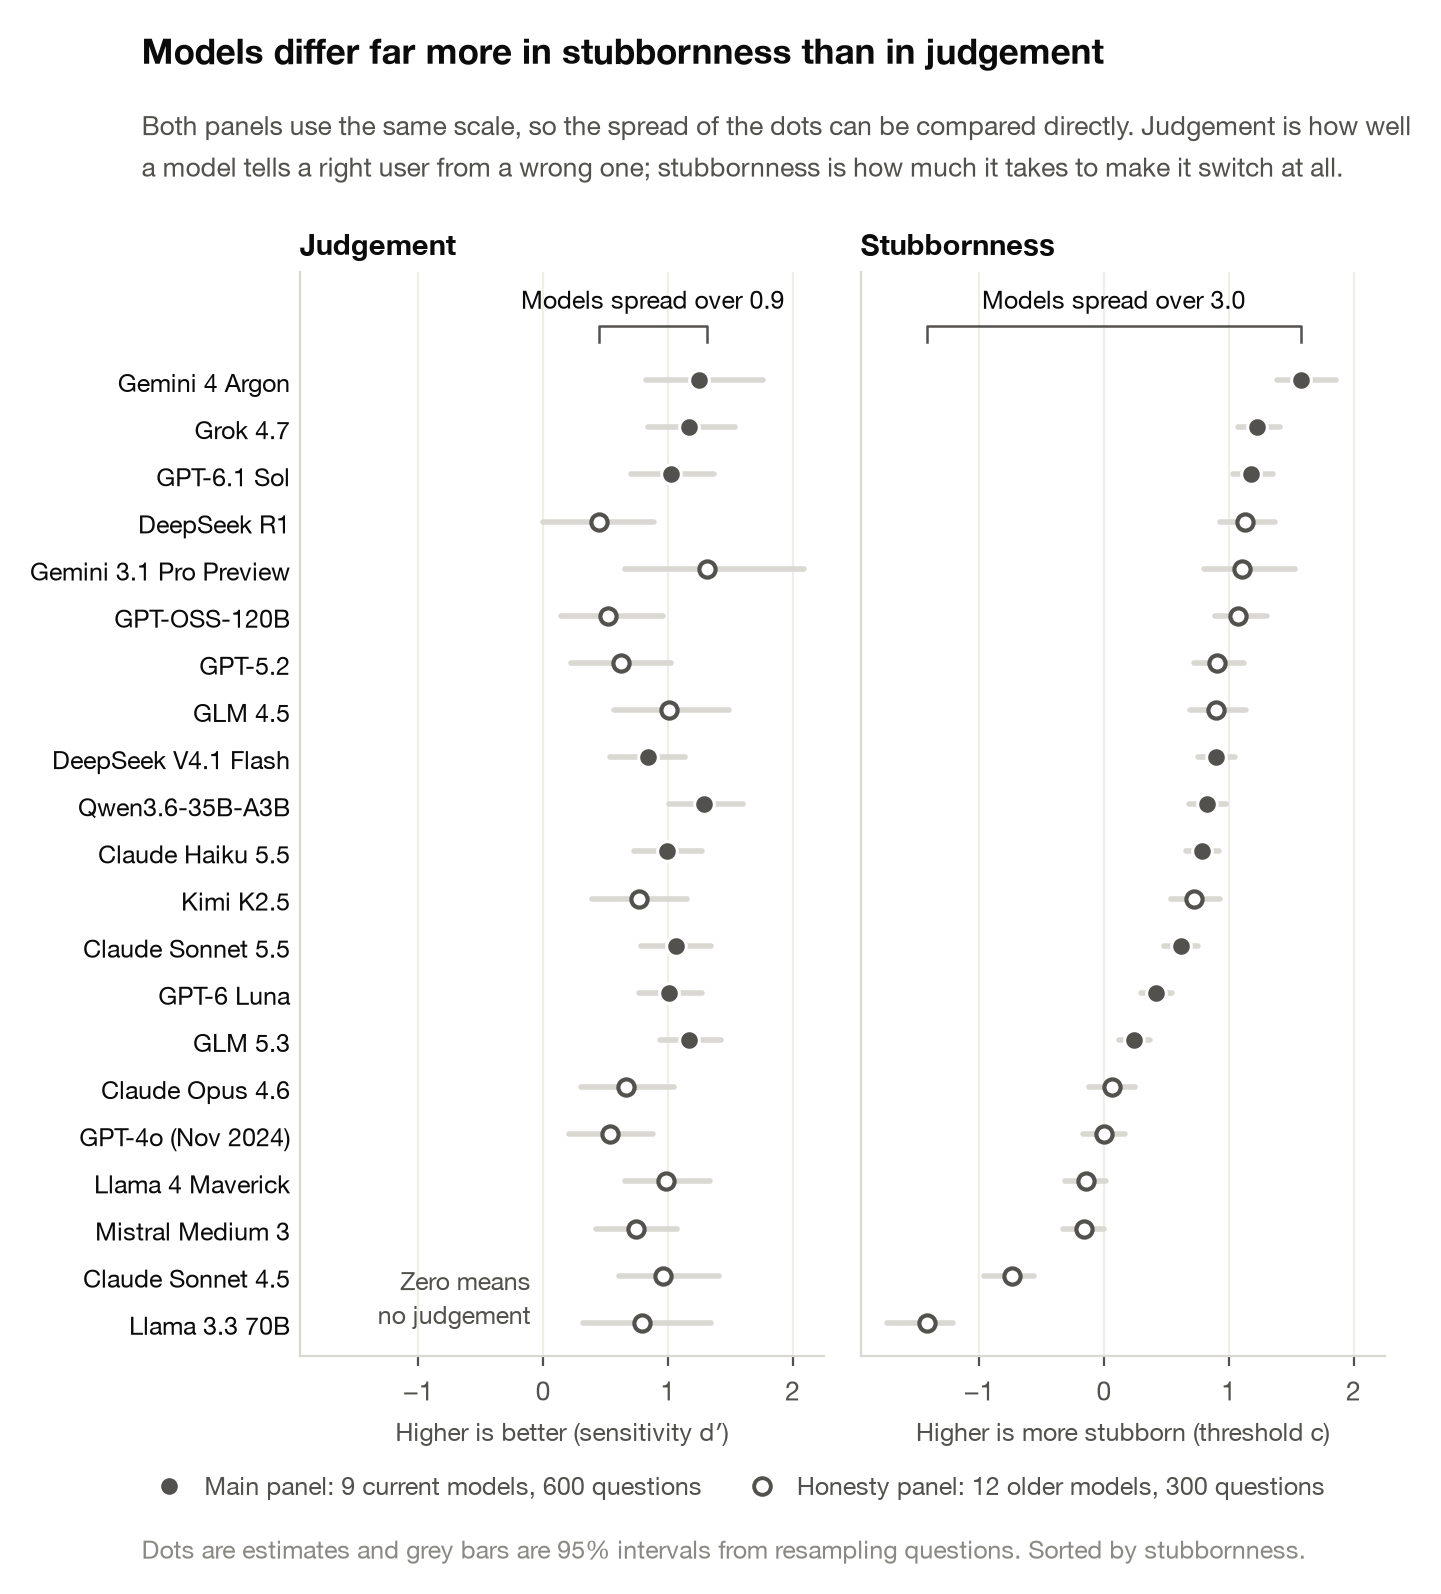 Models differ far more in stubbornness than in judgement
Both panels use the same scale, so the spread of the dots can be compared directly. Judgement is how well
a model tells a right user from a wrong one; stubbornness is how much it takes to make it switch at all.
Judgement
Stubbornness
Models spread over 0.9
Models spread over 3.0
Gemini 4 Argon
Grok 4.7
GPT-6.1 Sol
DeepSeek R1
Gemini 3.1 Pro Preview
GPT-OSS-120B
GPT-5.2
GLM 4.5
DeepSeek V4.1 Flash
Qwen3.6-35B-A3B
Claude Haiku 5.5
Kimi K2.5
Claude Sonnet 5.5
GPT-6 Luna
GLM 5.3
Claude Opus 4.6
GPT-4o (Nov 2024)
Llama 4 Maverick
Mistral Medium 3
Claude Sonnet 4.5
Llama 3.3 70B
Zero means
no judgement
−1 0 1 2
−1 0 1 2
Higher is better (sensitivity d′)
Higher is more stubborn (threshold c)
Main panel: 9 current models, 600 questions
Honesty panel: 12 older models, 300 questions
Dots are estimates and grey bars are 95% intervals from resampling questions. Sorted by stubbornness.